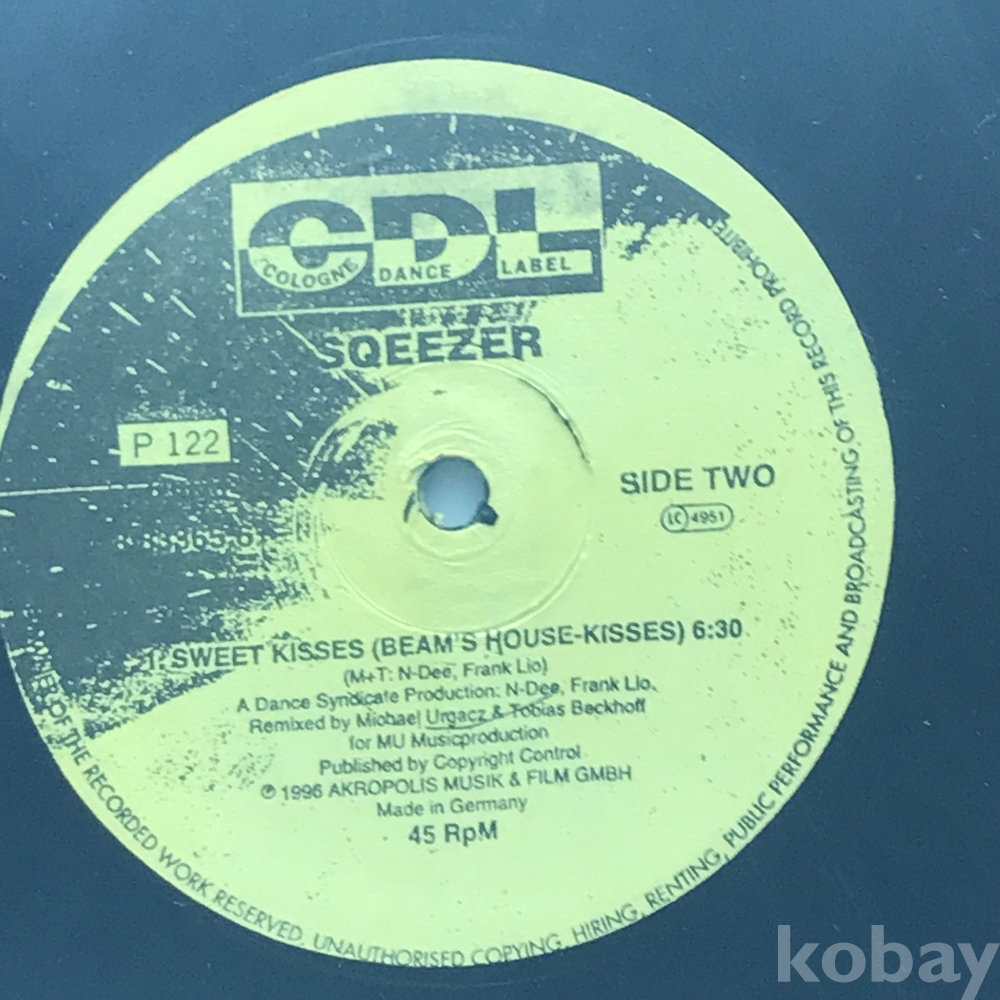 CDL
COLOGNE DANCE LABEL
SQEEZER
P 122
SIDE TWO
LC 4951
1. SWEET KISSES (BEAM'S HOUSE-KISSES) 6:30
(M+T: N-Dee, Frank Lio)
A Dance Syndicate Production: N-Dee, Frank Lio.
Remixed by Michael Urgacz & Tobias Beckhoff
for MU Musicproduction
Published by Copyright Control
℗ 1996 AKROPOLIS MUSIK & FILM GMBH
Made in Germany
45 RpM
OF THE RECORDED WORK RESERVED. UNAUTHORISED COPYING, HIRING, RENTING, PUBLIC PERFORMANCE AND BROADCASTING OF THIS RECORD PROHIBITED
kobay